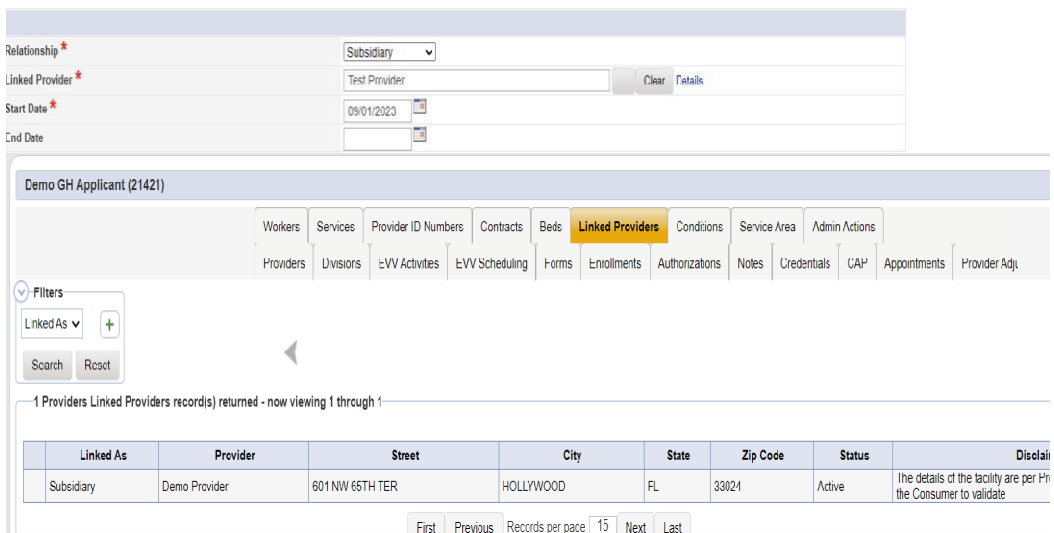 Relationship *
Subsidiary
Linked Provider *
Test Provider
Clear Details
Start Date *
09/01/2023
End Date
Demo GH Applicant (21421)
Workers Services Provider ID Numbers Contracts Beds Linked Providers Conditions Service Area Admin Actions
Providers Divisions EVV Activities EVV Scheduling Forms Enrollments Authorizations Notes Credentials CAP Appointments Provider Adju
Filters
Linked As
+
Search Reset
1 Providers Linked Providers record(s) returned - now viewing 1 through 1
Linked As Provider Street City State Zip Code Status Disclai
Subsidiary Demo Provider 601 NW 65TH TER HOLLYWOOD FL 33024 Active The details of the facility are per Pr
the Consumer to validate
First Previous Records per page 15 Next Last